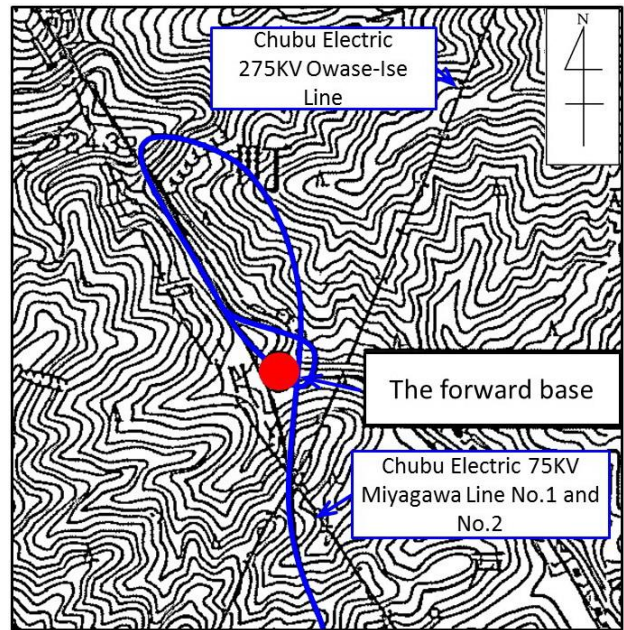 Chubu Electric
275KV Owase-Ise
Line
N
The forward base
Chubu Electric 75KV
Miyagawa Line No.1 and
No.2